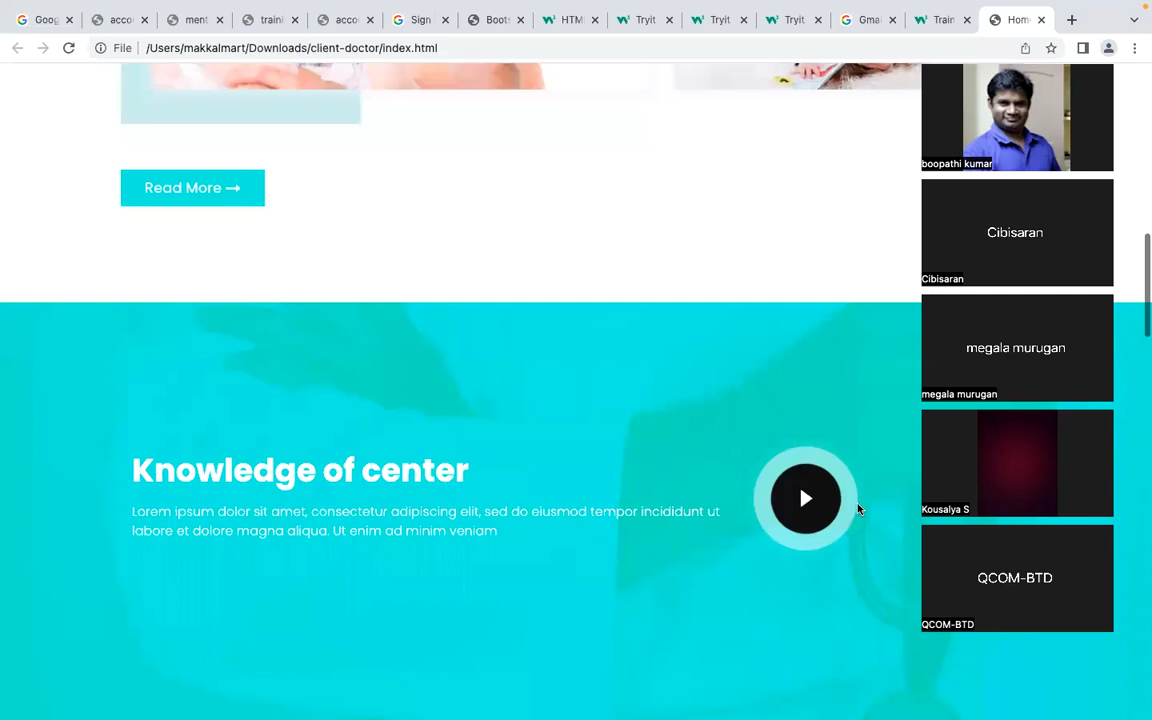 Goog
acco
ment
traini
acco
Sign
Boots
HTM
Tryit
Tryit
Tryit
Gmai
Train
Hom
File
/Users/makkalmart/Downloads/client-doctor/index.html
boopathi kumar
Read More
Cibisaran
Cibisaran
megala murugan
megala murugan
Knowledge of center
Lorem ipsum dolor sit amet, consectetur adipiscing elit, sed do eiusmod tempor incididunt ut
labore et dolore magna aliqua. Ut enim ad minim veniam
Kousalya S
QCOM-BTD
QCOM-BTD